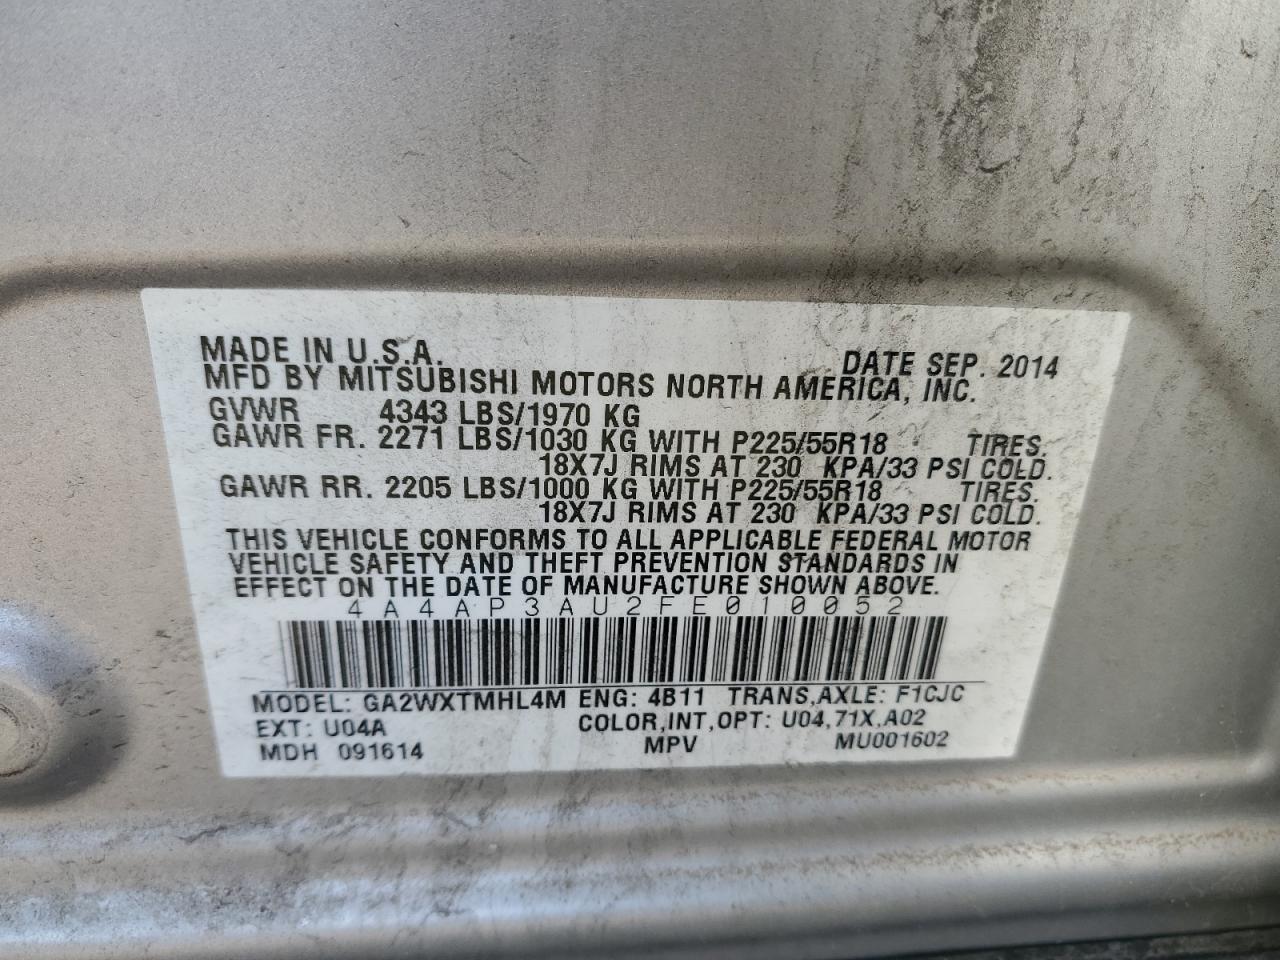 MADE IN U.S.A. DATE SEP. 2014
MFD BY MITSUBISHI MOTORS NORTH AMERICA, INC.
GVWR 4343 LBS/1970 KG
GAWR FR. 2271 LBS/1030 KG WITH P225/55R18 TIRES.
18X7J RIMS AT 230 KPA/33 PSI COLD.
GAWR RR. 2205 LBS/1000 KG WITH P225/55R18 TIRES.
18X7J RIMS AT 230 KPA/33 PSI COLD.
THIS VEHICLE CONFORMS TO ALL APPLICABLE FEDERAL MOTOR
VEHICLE SAFETY AND THEFT PREVENTION STANDARDS IN
EFFECT ON THE DATE OF MANUFACTURE SHOWN ABOVE.
4A4AP3AU2FE010052
MODEL: GA2WXTMHL4M ENG: 4B11 TRANS,AXLE: F1CJC
EXT: U04A COLOR,INT,OPT: U04,71X,A02
MDH 091614 MPV MU001602